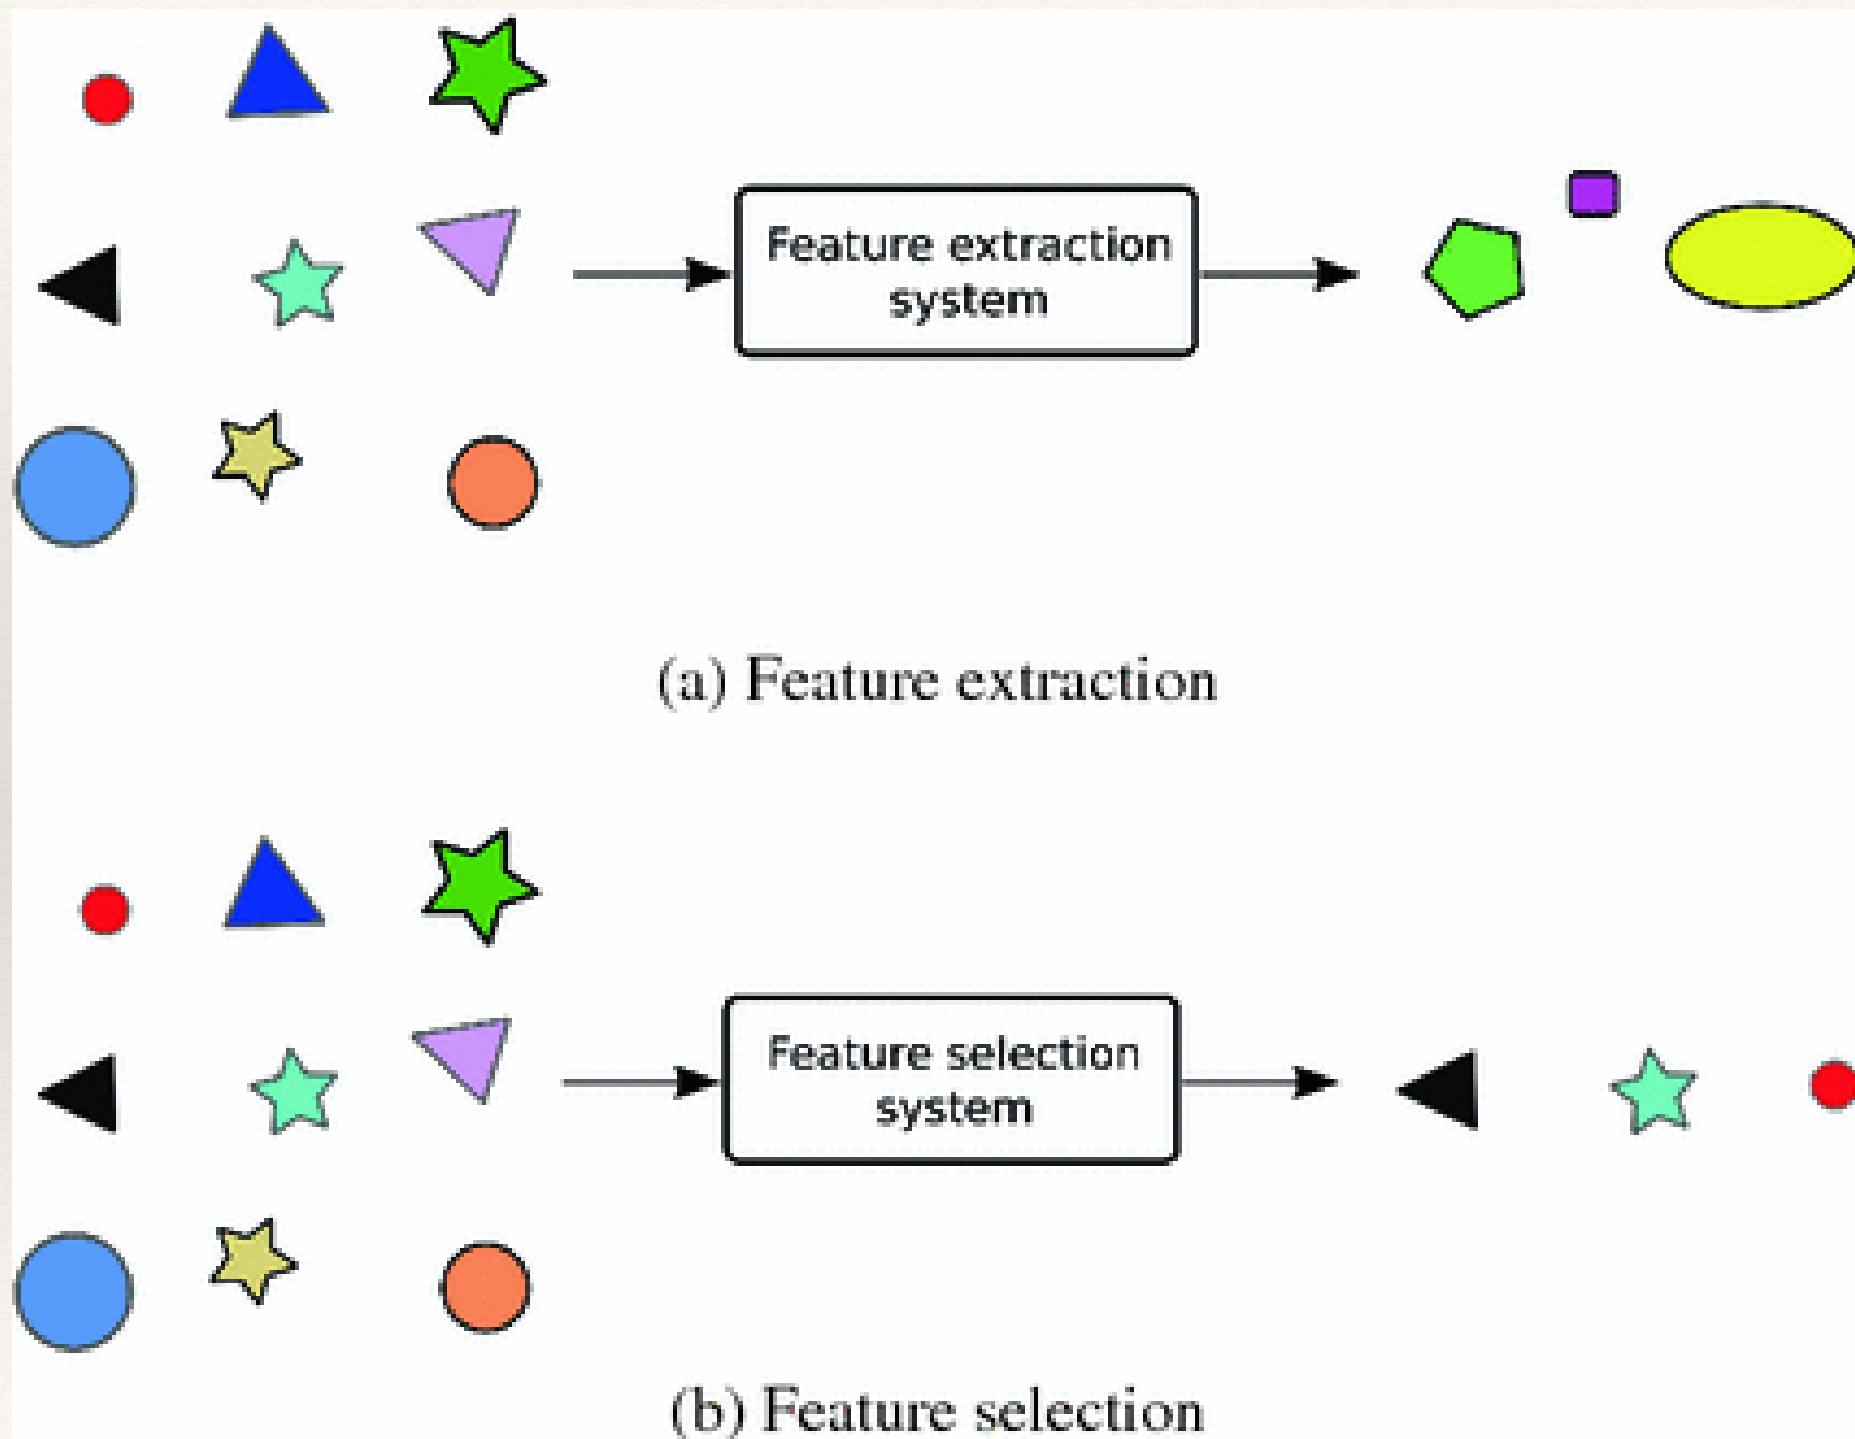 Feature extraction
system
(a) Feature extraction
Feature selection
system
(b) Feature selection